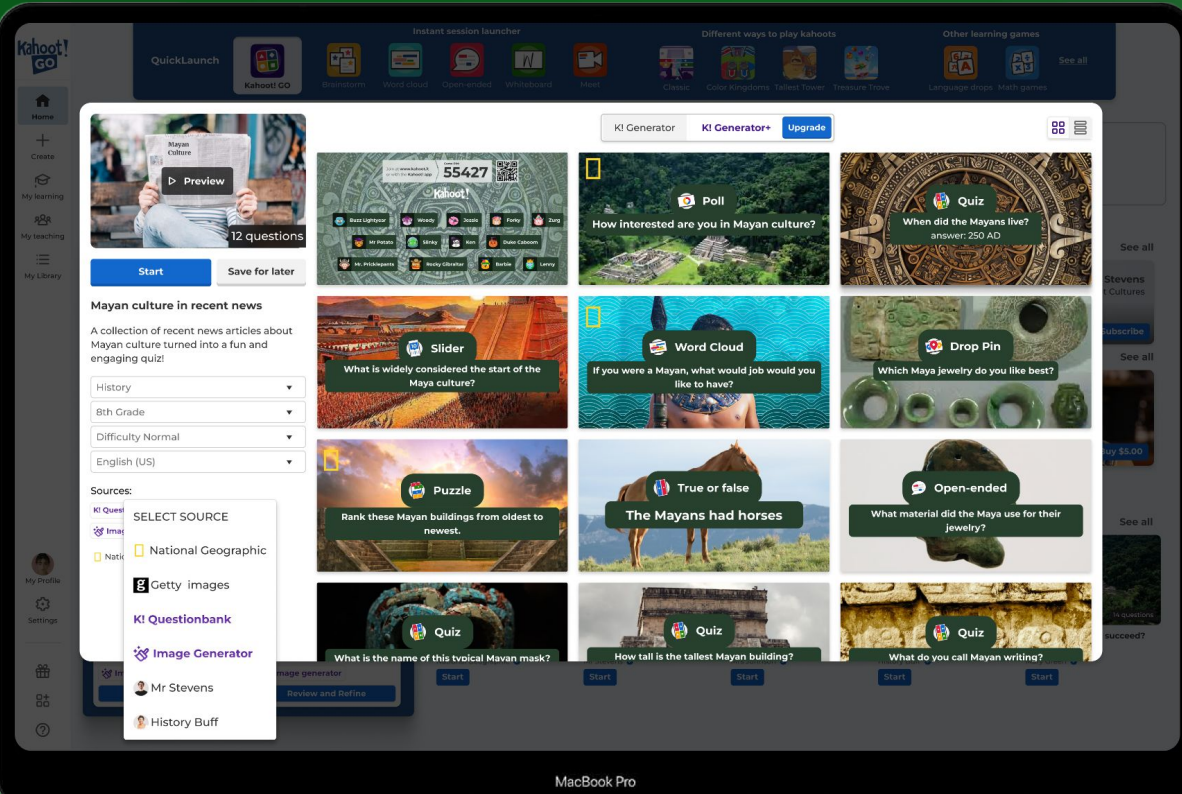 Kahoot!
GO
QuickLaunch
Kahoot! GO
Instant session launcher
Brainstorm
Word cloud
Open-ended
Whiteboard
Meet
Different ways to play kahoots
Classic
Color Kingdoms
Tallest Tower
Treasure Trove
Other learning games
Language drops
Math games
See all
Home
Create
My learning
My teaching
My Library
My Profile
Settings
Mayan
Culture
Preview
12 questions
Start
Save for later
Mayan culture in recent news
A collection of recent news articles about
Mayan culture turned into a fun and
engaging quiz!
History
8th Grade
Difficulty Normal
English (US)
Sources:
K! Quest
Imag
Natio
SELECT SOURCE
National Geographic
Getty images
K! Questionbank
Image Generator
Mr Stevens
History Buff
K! Generator
K! Generator+
Upgrade
55427
Kahoot!
Buzz Lightyear
Woody
Jessie
Forky
Zurg
Mr Potato
Slinky
Ken
Duke Caboom
Mr. Pricklepants
Rocky Gibraltar
Barbie
Lenny
Poll
How interested are you in Mayan culture?
Quiz
When did the Mayans live?
answer: 250 AD
Slider
What is widely considered the start of the
Maya culture?
Word Cloud
If you were a Mayan, what would job would you
like to have?
Drop Pin
Which Maya jewelry do you like best?
Puzzle
Rank these Mayan buildings from oldest to
newest.
True or false
The Mayans had horses
Open-ended
What material did the Maya use for their
jewelry?
Quiz
What is the name of this typical Mayan mask?
Quiz
How tall is the tallest Mayan building?
Quiz
What do you call Mayan writing?
See all
Stevens
t Cultures
ubscribe
See all
uy $5.00
See all
14 questions
succeed?
mage generator
Review and Refine
Start
Start
Start
Start
Start
MacBook Pro